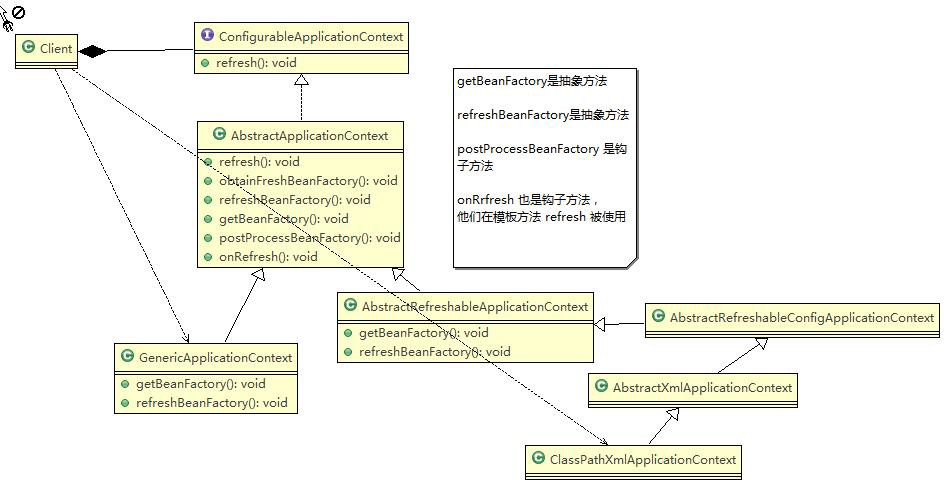 Client
ConfigurableApplicationContext
refresh(): void
AbstractApplicationContext
refresh(): void
obtainFreshBeanFactory(): void
refreshBeanFactory(): void
getBeanFactory(): void
postProcessBeanFactory(): void
onRefresh(): void
getBeanFactory是抽象方法
refreshBeanFactory是抽象方法
postProcessBeanFactory 是钩
子方法
onRrfresh 也是钩子方法，
他们在模板方法 refresh 被使用
AbstractRefreshableApplicationContext
getBeanFactory(): void
refreshBeanFactory(): void
AbstractRefreshableConfigApplicationContext
GenericApplicationContext
getBeanFactory(): void
refreshBeanFactory(): void
AbstractXmlApplicationContext
ClassPathXmlApplicationContext